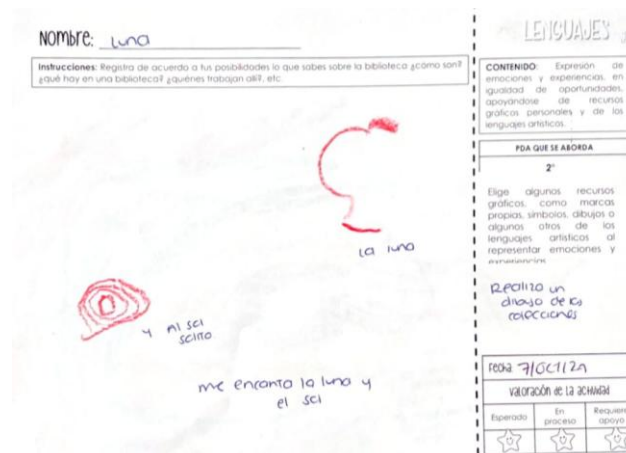 Nombre: Luna
Instrucciones: Registra de acuerdo a tus posibilidades lo que sabes sobre la biblioteca ¿cómo son?
¿qué hay en una biblioteca? ¿quiénes trabajan allí?, etc.
la luna
y mi sol
solito
me encanta la luna y
el sol
LENGUAJES
CONTENIDO: Expresión de
emociones y experiencias, en
igualdad de oportunidades,
apoyándose de recursos
gráficos personales y de los
lenguajes artísticos.
PDA QUE SE ABORDA
2°
Elige algunos recursos
gráficos, como marcas
propias, símbolos, dibujos o
algunos otros de los
lenguajes artísticos al
representar emociones y
experiencias
Realizo un
dibujo de las
colecciones
Fecha 7/Oct/24
Valoración de la actividad
Esperado
En
proceso
Requiere
apoyo